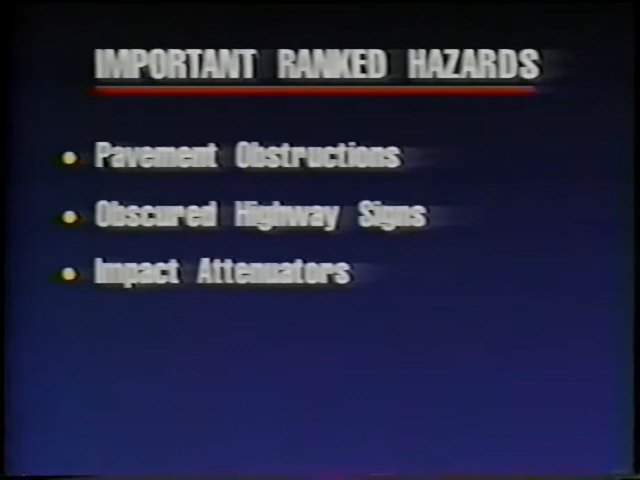 IMPORTANT RANKED HAZARDS
• Pavement Obstructions
• Obscured Highway Signs
• Impact Attenuators